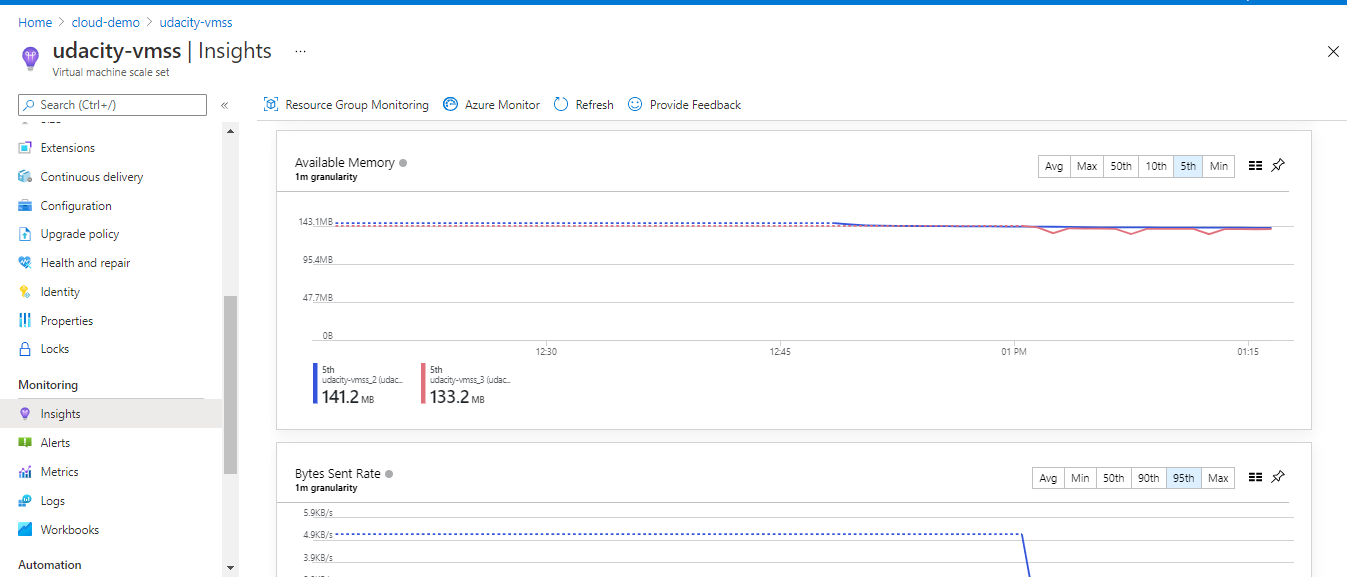 Home > cloud-demo > udacity-vmss
udacity-vmss | Insights ...
Virtual machine scale set
Search (Ctrl+/)
«
Resource Group Monitoring
Azure Monitor
Refresh
Provide Feedback
Extensions
Continuous delivery
Configuration
Upgrade policy
Health and repair
Identity
Properties
Locks
Monitoring
Insights
Alerts
Metrics
Logs
Workbooks
Automation
Available Memory
1m granularity
Avg Max 50th 10th 5th Min
143.1MB
95.4MB
47.7MB
0B
12:30 12:45 01 PM 01:15
5th
udacity-vmss_2 (udac...
141.2 MB
5th
udacity-vmss_3 (udac...
133.2 MB
Bytes Sent Rate
1m granularity
Avg Min 50th 90th 95th Max
5.9KB/s
4.9KB/s
3.9KB/s